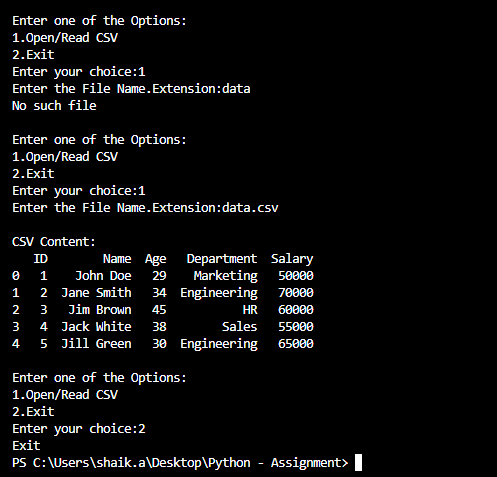 Enter one of the Options:
1.Open/Read CSV
2.Exit
Enter your choice:1
Enter the File Name.Extension:data
No such file

Enter one of the Options:
1.Open/Read CSV
2.Exit
Enter your choice:1
Enter the File Name.Extension:data.csv

CSV Content:
   ID        Name  Age   Department  Salary
0   1    John Doe   29    Marketing   50000
1   2  Jane Smith   34  Engineering   70000
2   3   Jim Brown   45           HR   60000
3   4  Jack White   38        Sales   55000
4   5  Jill Green   30  Engineering   65000

Enter one of the Options:
1.Open/Read CSV
2.Exit
Enter your choice:2
Exit
PS C:\Users\shaik.a\Desktop\Python - Assignment>